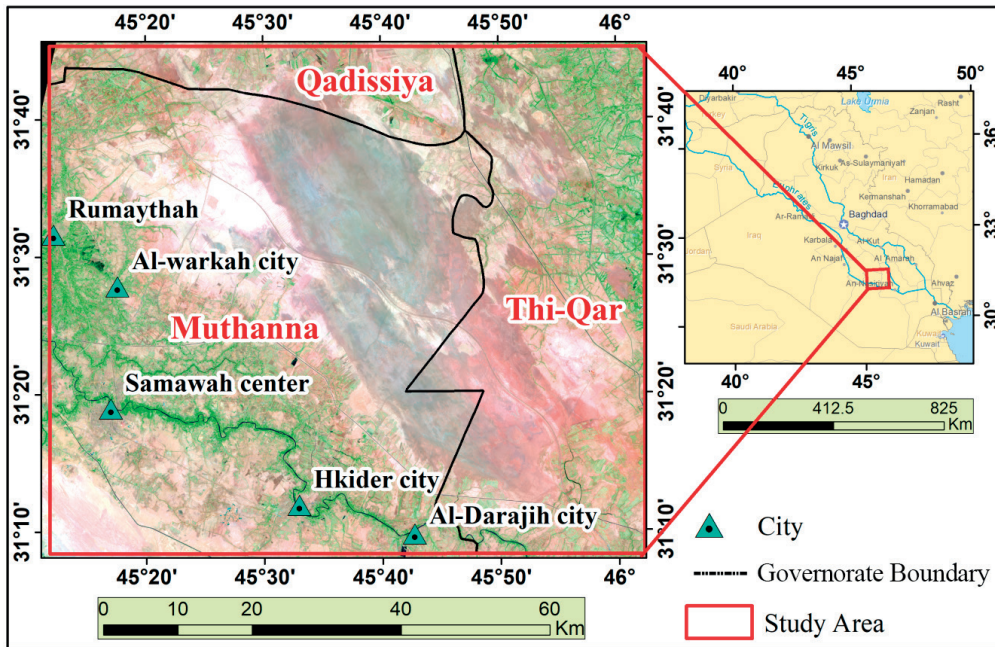 45°20' 45°30' 45°40' 45°50' 46°
31°40'
31°30'
31°20'
31°10'
Qadissiya
Rumaythah
Al-warkah city
Muthanna
Thi-Qar
Samawah center
Hkider city
Al-Darajih city
31°40'
31°30'
31°20'
31°10'
45°20' 45°30' 45°40' 45°50' 46°
0 10 20 40 60
Km
40° 45° 50°
Diyarbakir
Lake Urmia
Rasht
Zanjan
Tigris
Al Mawsil
As-Sulaymaniyah
Kirkuk
Iran
Hamadan
Syria
Euphrates
Kermanshah
Khorramabad
Ar-Ramadi
Baghdad
Iraq
Karbala
Al-Kut
An Najaf
Al Amarah
An-Nasiriyah
Ahvaz
Al Basrah
Saudi Arabia
Kuwait
36°
33°
30°
40° 45° 50°
0 412.5 825
Km
City
Governorate Boundary
Study Area